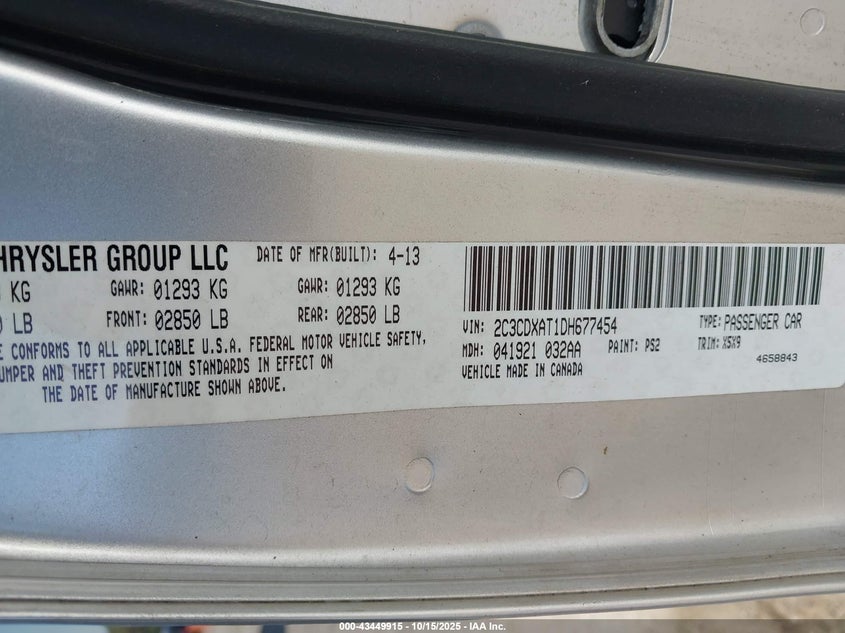 HRYSLER GROUP LLC DATE OF MFR(BUILT): 4-13
KG GAWR: 01293 KG GAWR: 01293 KG
LB FRONT: 02850 LB REAR: 02850 LB
E CONFORMS TO ALL APPLICABLE U.S.A. FEDERAL MOTOR VEHICLE SAFETY,
UMPER AND THEFT PREVENTION STANDARDS IN EFFECT ON
THE DATE OF MANUFACTURE SHOWN ABOVE.
VIN: 2C3CDXAT1DH677454 TYPE: PASSENGER CAR
MDH: 041921 032AA PAINT: PS2 TRIM: X5X9
VEHICLE MADE IN CANADA 4658843
000-43449915 - 10/15/2025 - IAA Inc.